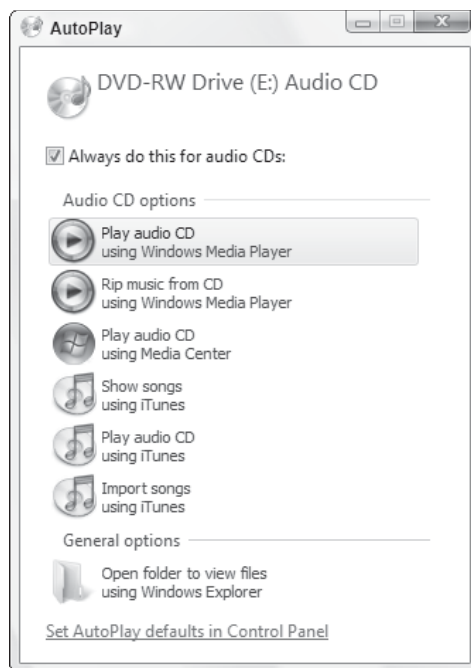 AutoPlay
DVD-RW Drive (E:) Audio CD
Always do this for audio CDs:
Audio CD options
Play audio CD
using Windows Media Player
Rip music from CD
using Windows Media Player
Play audio CD
using Media Center
Show songs
using iTunes
Play audio CD
using iTunes
Import songs
using iTunes
General options
Open folder to view files
using Windows Explorer
Set AutoPlay defaults in Control Panel